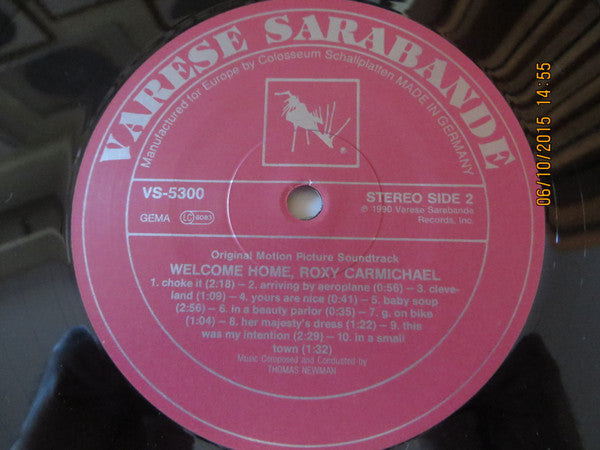 VARESE SARABANDE
Manufactured for Europe by Colosseum Schallplatten MADE IN GERMANY
VS-5300
GEMA LC 6083
STEREO SIDE 2
℗ 1990 Varese Sarabande
Records, Inc.
Original Motion Picture Soundtrack
WELCOME HOME, ROXY CARMICHAEL
1. choke it (2:18) – 2. arriving by aeroplane (0:56) – 3. cleve-
land (1:09) – 4. yours are nice (0:41) – 5. baby soup
(2:56) – 6. in a beauty parlor (0:35) – 7. g. on bike
(1:04) – 8. her majesty's dress (1:22) – 9. this
was my intention (2:29) – 10. in a small
town (1:32)
Music Composed and Conducted by
THOMAS NEWMAN
06/10/2015 14:55